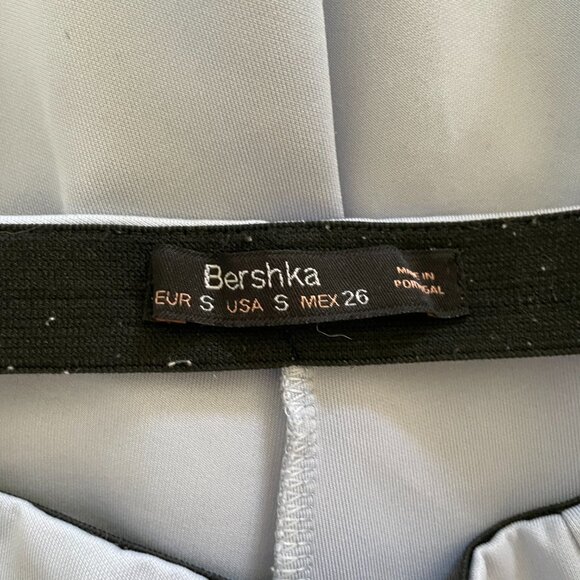 Bershka
EUR S USA S MEX 26
MADE IN
PORTUGAL